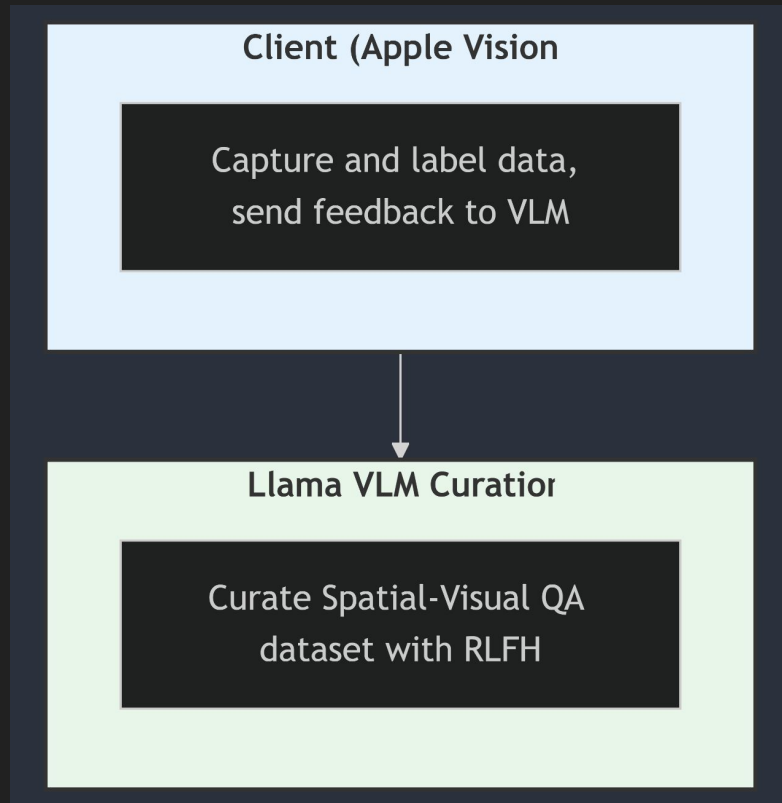 Client (Apple Vision
Capture and label data,
send feedback to VLM
Llama VLM Curation
Curate Spatial-Visual QA
dataset with RLFH